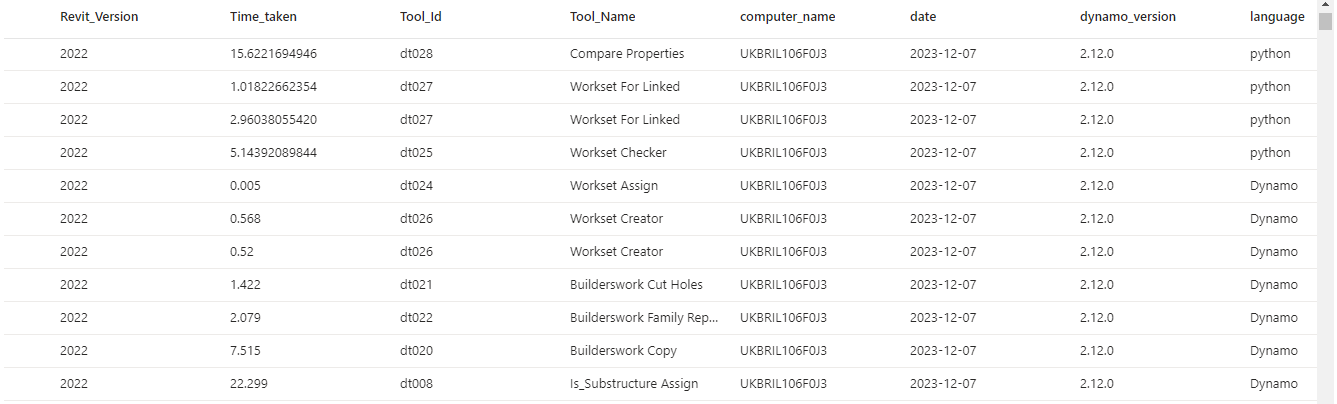 Revit_Version Time_taken Tool_Id Tool_Name computer_name date dynamo_version language
2022 15.6221694946 dt028 Compare Properties UKBRIL106F0J3 2023-12-07 2.12.0 python
2022 1.01822662354 dt027 Workset For Linked UKBRIL106F0J3 2023-12-07 2.12.0 python
2022 2.96038055420 dt027 Workset For Linked UKBRIL106F0J3 2023-12-07 2.12.0 python
2022 5.14392089844 dt025 Workset Checker UKBRIL106F0J3 2023-12-07 2.12.0 python
2022 0.005 dt024 Workset Assign UKBRIL106F0J3 2023-12-07 2.12.0 Dynamo
2022 0.568 dt026 Workset Creator UKBRIL106F0J3 2023-12-07 2.12.0 Dynamo
2022 0.52 dt026 Workset Creator UKBRIL106F0J3 2023-12-07 2.12.0 Dynamo
2022 1.422 dt021 Builderswork Cut Holes UKBRIL106F0J3 2023-12-07 2.12.0 Dynamo
2022 2.079 dt022 Builderswork Family Rep... UKBRIL106F0J3 2023-12-07 2.12.0 Dynamo
2022 7.515 dt020 Builderswork Copy UKBRIL106F0J3 2023-12-07 2.12.0 Dynamo
2022 22.299 dt008 Is_Substructure Assign UKBRIL106F0J3 2023-12-07 2.12.0 Dynamo